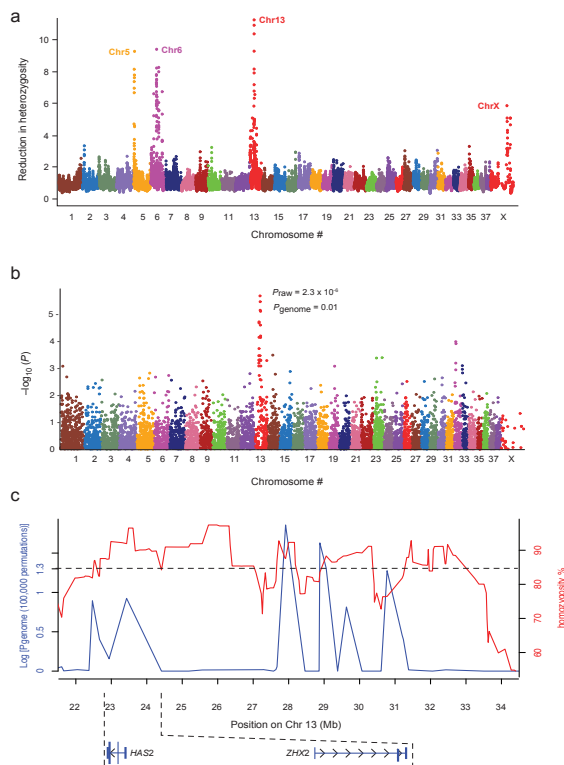 a
Chr13
Chr5
Chr6
ChrX
Reduction in heterozygosity
10
8
6
4
2
0
1 2 3 4 5 6 7 8 9 11 13 15 17 19 21 23 25 27 29 31 33 35 37 X
Chromosome #
b
Praw = 2.3 x 10-6
Pgenome = 0.01
–log10 (P)
5
4
3
2
1
0
1 2 3 4 5 6 7 8 9 11 13 15 17 19 21 23 25 27 29 31 33 35 37 X
Chromosome #
c
Log [Pgenome (100,000 permutations)]
1.3
1
0.5
0
homozygosity %
90
80
70
60
22 23 24 25 26 27 28 29 30 31 32 33 34
Position on Chr 13 (Mb)
HAS2
ZHX2